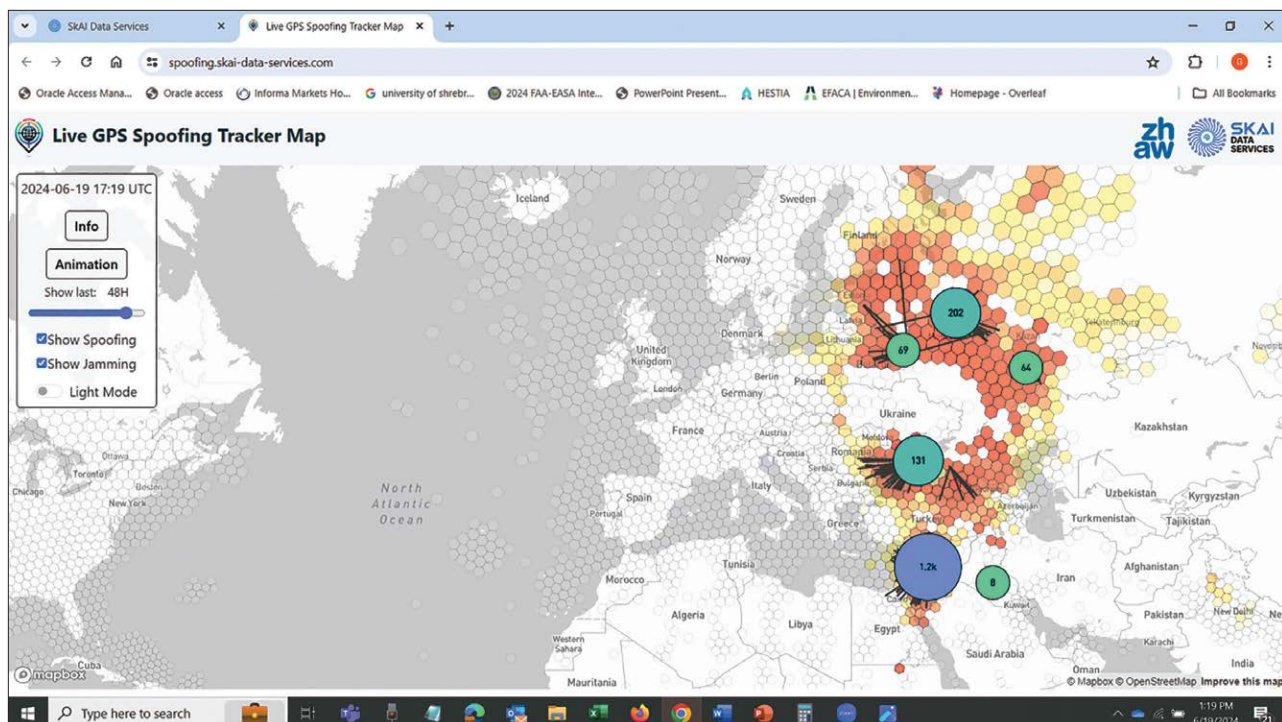 SkAI Data Services
Live GPS Spoofing Tracker Map
spoofing.skai-data-services.com
Oracle Access Mana...
Oracle access
Informa Markets Ho...
university of shrebr...
2024 FAA-EASA Inte...
PowerPoint Present...
HESTIA
EFACA | Environmen...
Homepage - Overleaf
All Bookmarks
Live GPS Spoofing Tracker Map
zh
aw
SKAI
DATA
SERVICES
2024-06-19 17:19 UTC
Info
Animation
Show last: 48H
Show Spoofing
Show Jamming
Light Mode
Iceland
Sweden
Finland
Norway
Latvia
Lithuania
Denmark
United
Kingdom
London
Berlin
Poland
Germany
Yekaterinburg
Kazan
Ukraine
Kazakhstan
France
Austria
Croatia
Serbia
Moldova
Romania
Bulgaria
Italy
Spain
Portugal
Greece
Turkey
Azerbaijan
Uzbekistan
Kyrgyzstan
Turkmenistan
Tajikistan
Ottawa
Toronto
Boston
Chicago
New York
North
Atlantic
Ocean
Tunisia
Morocco
Algeria
Libya
Egypt
Iran
Afghanistan
Kuwait
Pakistan
New Delhi
Karachi
Western
Sahara
Saudi Arabia
Oman
India
Cuba
Mauritania
202
69
64
131
1.2k
8
mapbox
© Mapbox © OpenStreetMap Improve this map
Type here to search
1:19 PM
6/19/2024